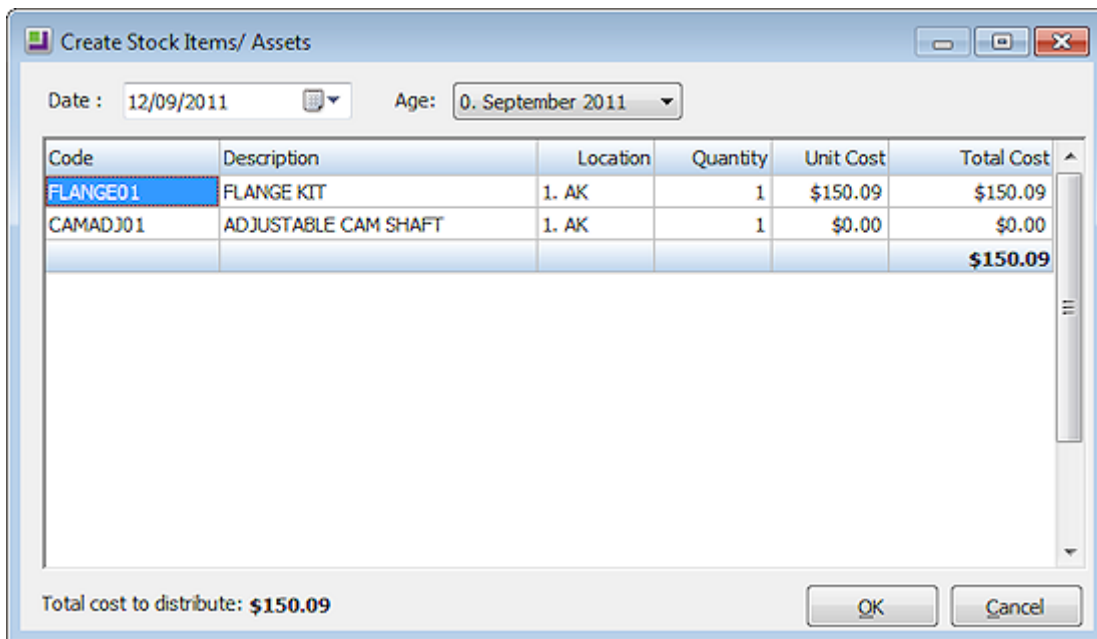 Create Stock Items/ Assets
Date : 12/09/2011 Age: 0. September 2011
Code Description Location Quantity Unit Cost Total Cost
FLANGE01 FLANGE KIT 1. AK 1 $150.09 $150.09
CAMADJ01 ADJUSTABLE CAM SHAFT 1. AK 1 $0.00 $0.00
$150.09
Total cost to distribute: $150.09 OK Cancel